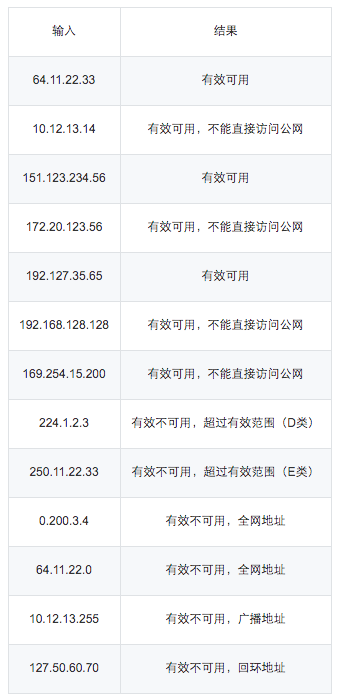 输入 结果
64.11.22.33 有效可用
10.12.13.14 有效可用，不能直接访问公网
151.123.234.56 有效可用
172.20.123.56 有效可用，不能直接访问公网
192.127.35.65 有效可用
192.168.128.128 有效可用，不能直接访问公网
169.254.15.200 有效可用，不能直接访问公网
224.1.2.3 有效不可用，超过有效范围（D类）
250.11.22.33 有效不可用，超过有效范围（E类）
0.200.3.4 有效不可用，全网地址
64.11.22.0 有效不可用，全网地址
10.12.13.255 有效不可用，广播地址
127.50.60.70 有效不可用，回环地址